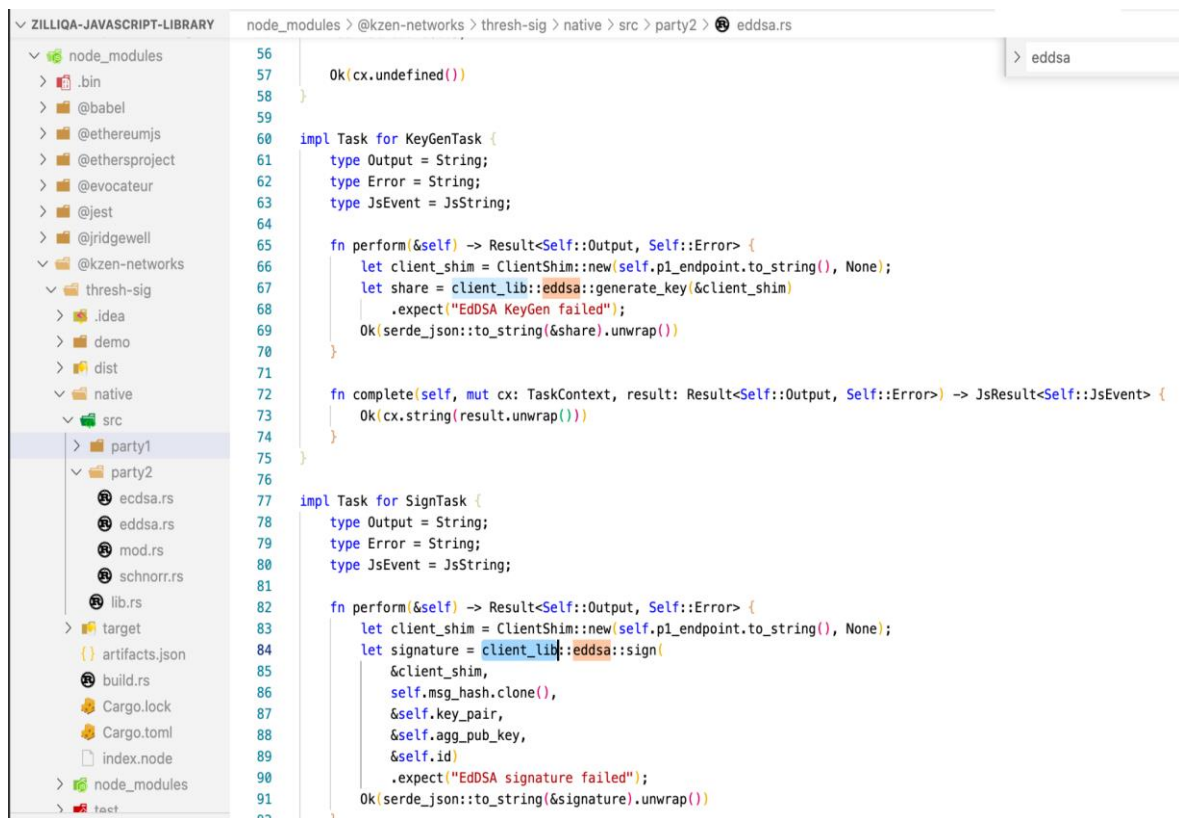 ZILLIQA-JAVASCRIPT-LIBRARY
node_modules
.bin
@babel
@ethereumjs
@ethersproject
@evocateur
@jest
@jridgewell
@kzen-networks
thresh-sig
.idea
demo
dist
native
src
party1
party2
ecdsa.rs
eddsa.rs
mod.rs
schnorr.rs
lib.rs
target
{} artifacts.json
build.rs
Cargo.lock
Cargo.toml
index.node
node_modules
test
node_modules > @kzen-networks > thresh-sig > native > src > party2 > eddsa.rs
> eddsa
56
57 Ok(cx.undefined())
58 }
59
60 impl Task for KeyGenTask {
61 type Output = String;
62 type Error = String;
63 type JsEvent = JsString;
64
65 fn perform(&self) -> Result<Self::Output, Self::Error> {
66 let client_shim = ClientShim::new(self.p1_endpoint.to_string(), None);
67 let share = client_lib::eddsa::generate_key(&client_shim)
68 .expect("EdDSA KeyGen failed");
69 Ok(serde_json::to_string(&share).unwrap())
70 }
71
72 fn complete(self, mut cx: TaskContext, result: Result<Self::Output, Self::Error>) -> JsResult<Self::JsEvent> {
73 Ok(cx.string(result.unwrap()))
74 }
75 }
76
77 impl Task for SignTask {
78 type Output = String;
79 type Error = String;
80 type JsEvent = JsString;
81
82 fn perform(&self) -> Result<Self::Output, Self::Error> {
83 let client_shim = ClientShim::new(self.p1_endpoint.to_string(), None);
84 let signature = client_lib::eddsa::sign(
85 &client_shim,
86 self.msg_hash.clone(),
87 &self.key_pair,
88 &self.agg_pub_key,
89 &self.id)
90 .expect("EdDSA signature failed");
91 Ok(serde_json::to_string(&signature).unwrap())